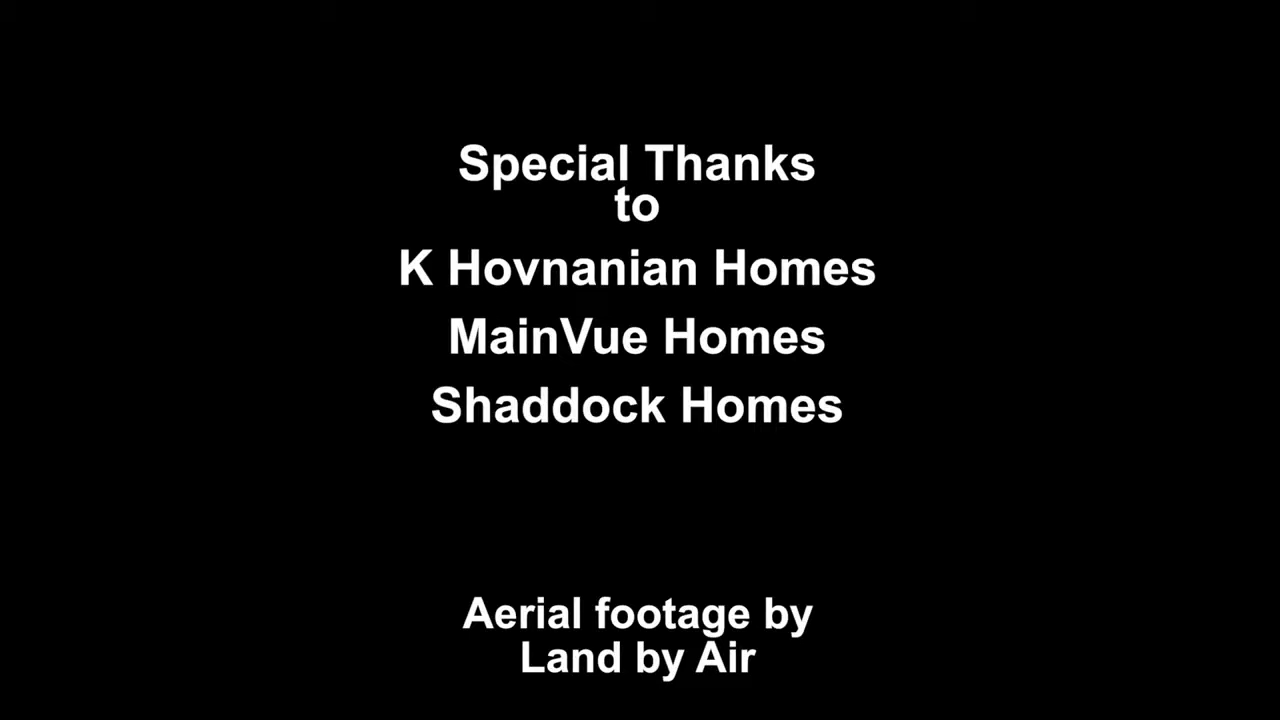 Special Thanks
to
K Hovnanian Homes
MainVue Homes
Shaddock Homes
Aerial footage by
Land by Air